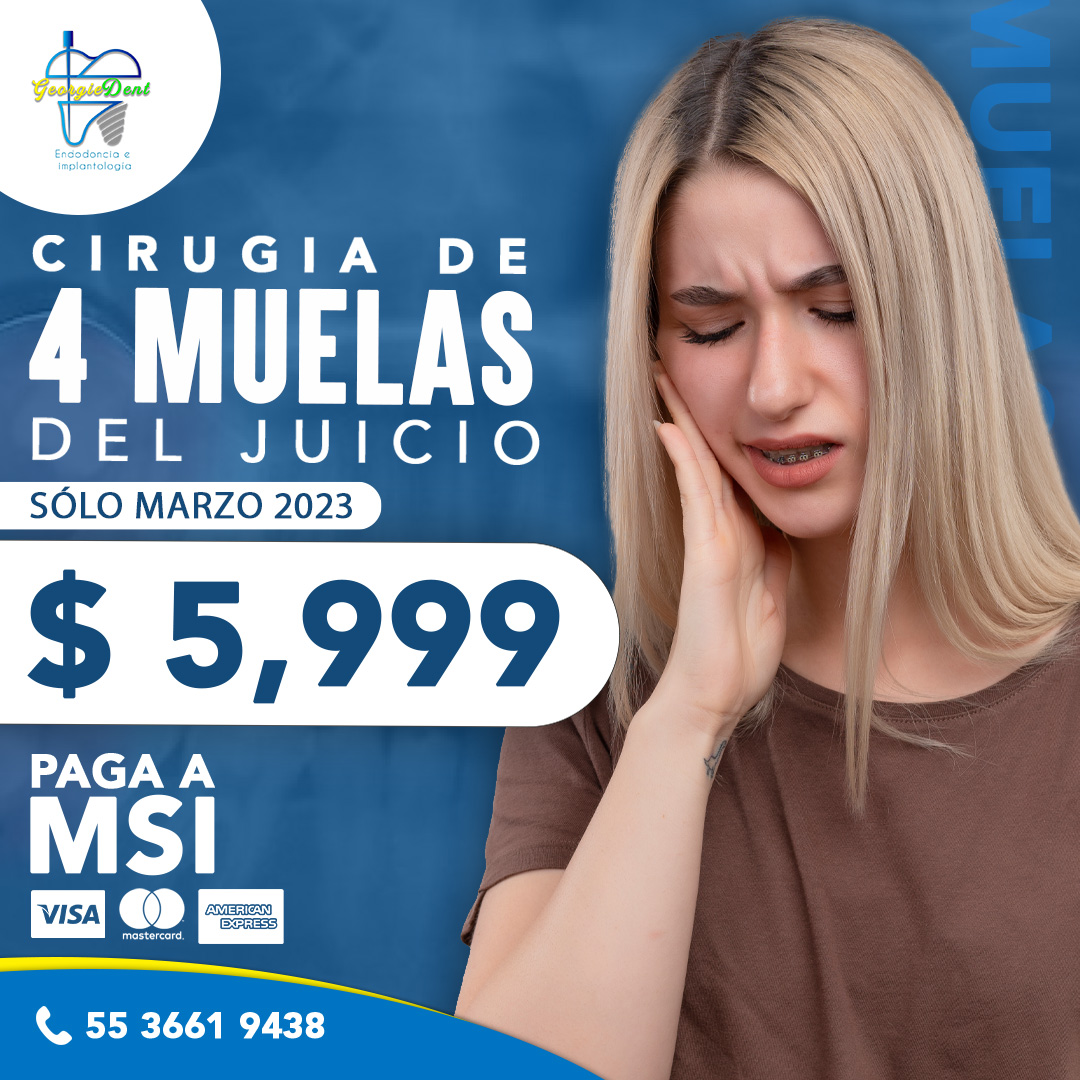 GeorgieDent
Endodoncia e
implantología
CIRUGIA DE
4 MUELAS
DEL JUICIO
SÓLO MARZO 2023
$ 5,999
PAGA A
MSI
VISA
mastercard.
AMERICAN
EXPRESS
55 3661 9438
MUELAS